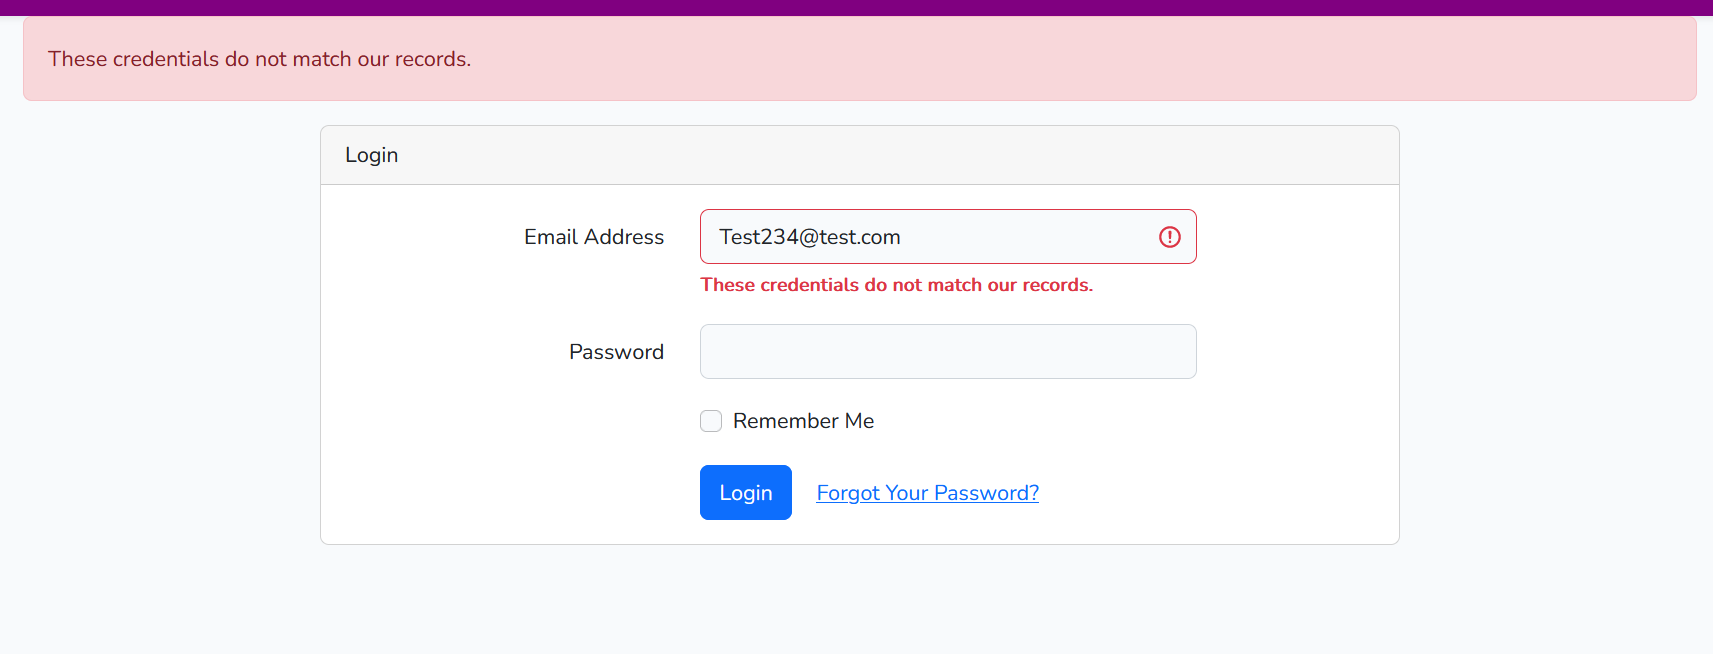 These credentials do not match our records.
Login
Email Address
Test234@test.com
These credentials do not match our records.
Password
Remember Me
Login
Forgot Your Password?